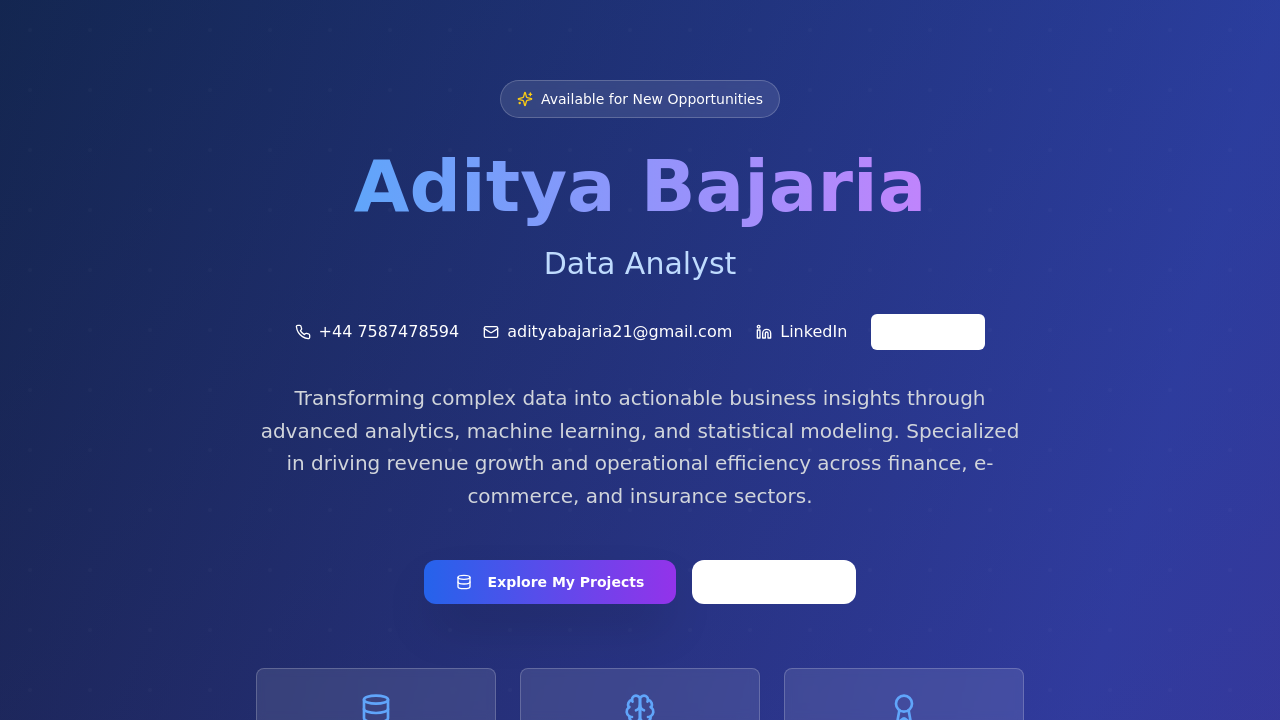 Available for New Opportunities
Aditya Bajaria
Data Analyst
+44 7587478594 adityabajaria21@gmail.com LinkedIn
Transforming complex data into actionable business insights through
advanced analytics, machine learning, and statistical modeling. Specialized
in driving revenue growth and operational efficiency across finance, e-
commerce, and insurance sectors.
Explore My Projects